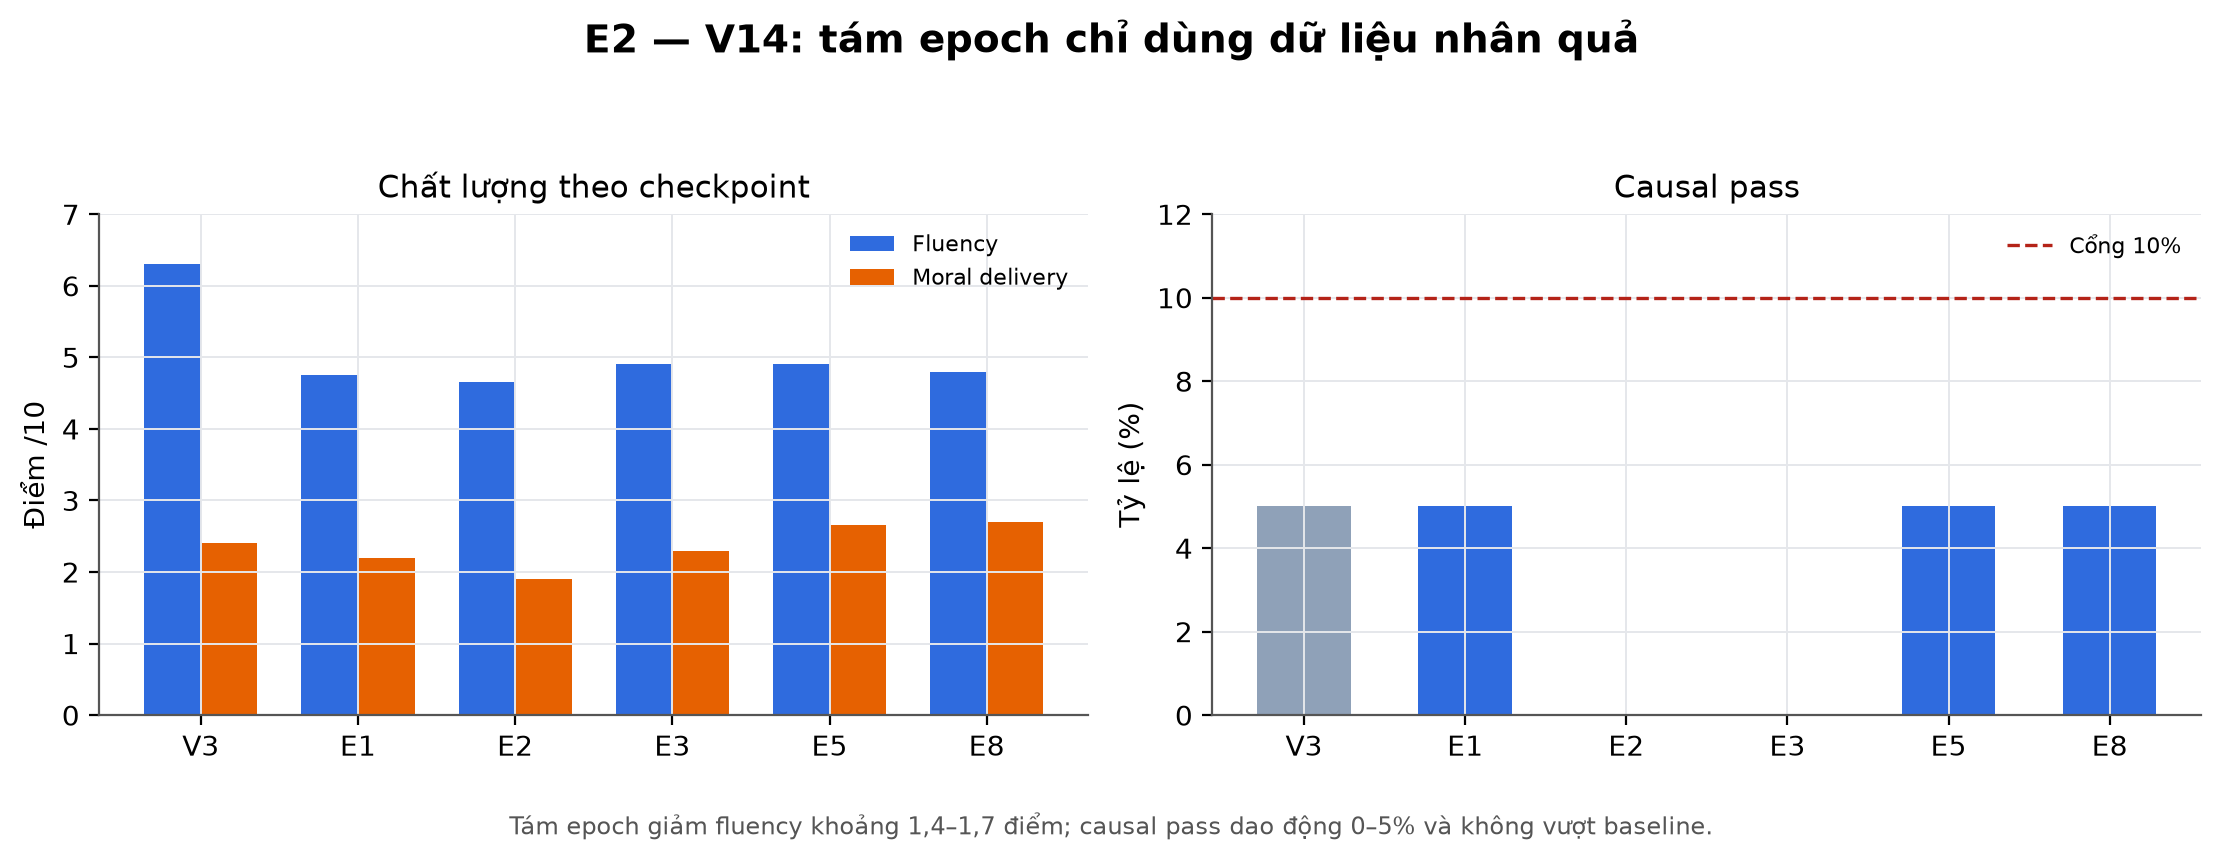 E2 — V14: tám epoch chỉ dùng dữ liệu nhân quả
Chất lượng theo checkpoint
Điểm /10
7
6
5
4
3
2
1
0
Fluency
Moral delivery
V3 E1 E2 E3 E5 E8
Causal pass
Tỷ lệ (%)
12
10
8
6
4
2
0
Cổng 10%
V3 E1 E2 E3 E5 E8
Tám epoch giảm fluency khoảng 1,4–1,7 điểm; causal pass dao động 0–5% và không vượt baseline.